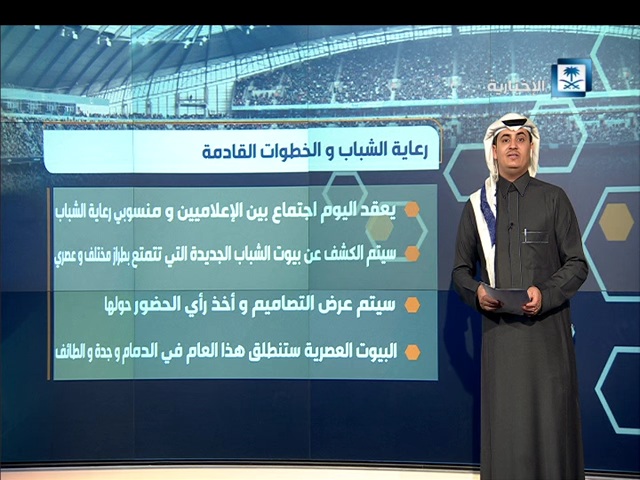 الإخبارية
رعاية الشباب و الخطوات القادمة
يعقد اليوم اجتماع بين الإعلاميين و منسوبي رعاية الشباب
سيتم الكشف عن بيوت الشباب الجديدة التي تتمتع بطراز مختلف و عصري
سيتم عرض التصاميم و أخذ رأي الحضور حولها
البيوت العصرية ستنطلق هذا العام في الدمام و جدة و الطائف